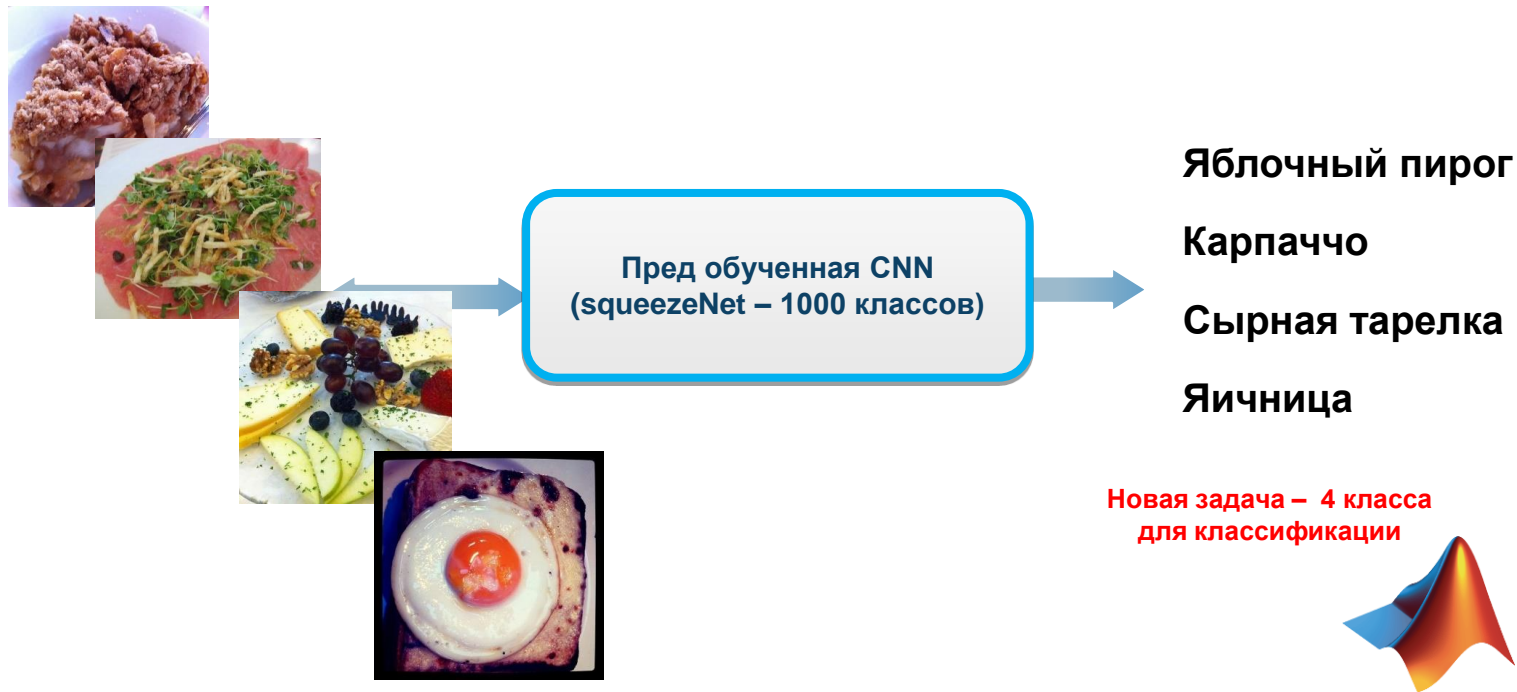 Пред обученная CNN
(squeezeNet – 1000 классов)
Яблочный пирог
Карпаччо
Сырная тарелка
Яичница
Новая задача – 4 класса
для классификации